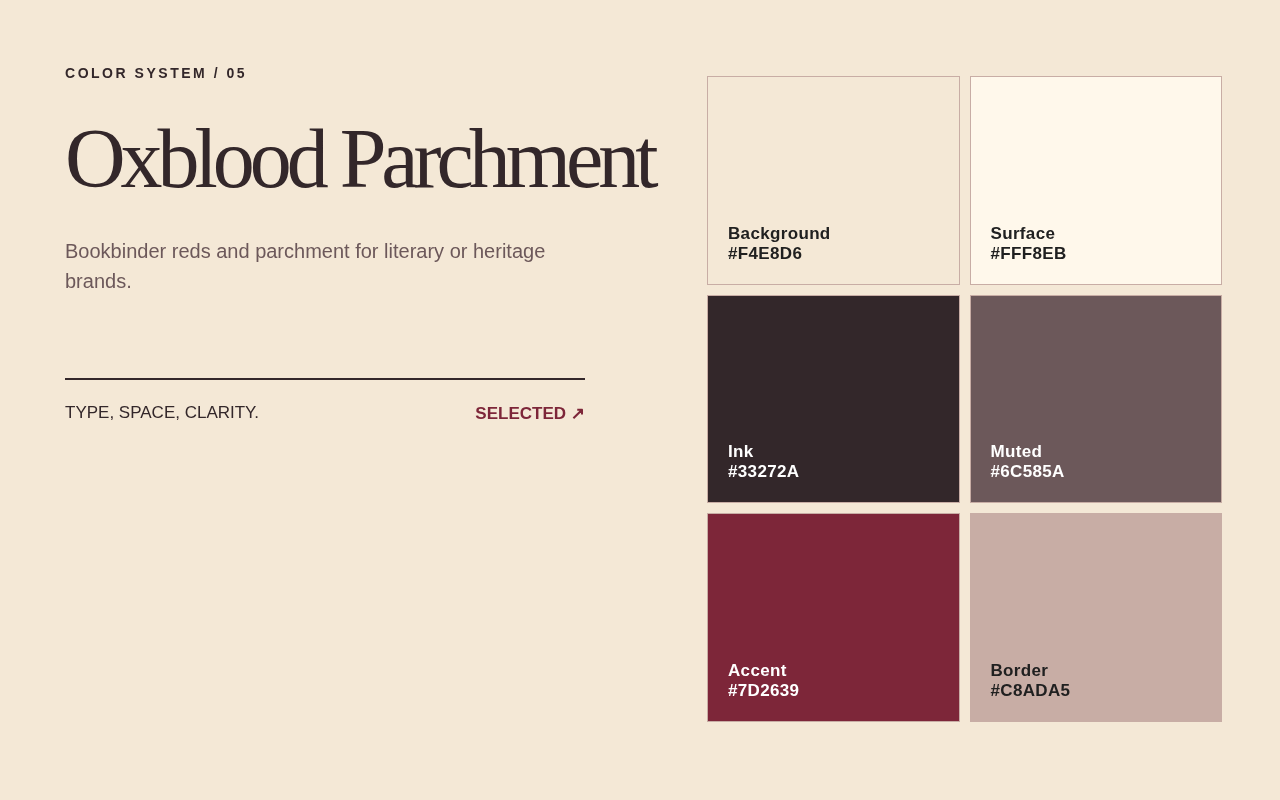 COLOR SYSTEM / 05
Oxblood Parchment
Bookbinder reds and parchment for literary or heritage
brands.
TYPE, SPACE, CLARITY.
SELECTED ↗
Background
#F4E8D6
Surface
#FFF8EB
Ink
#33272A
Muted
#6C585A
Accent
#7D2639
Border
#C8ADA5